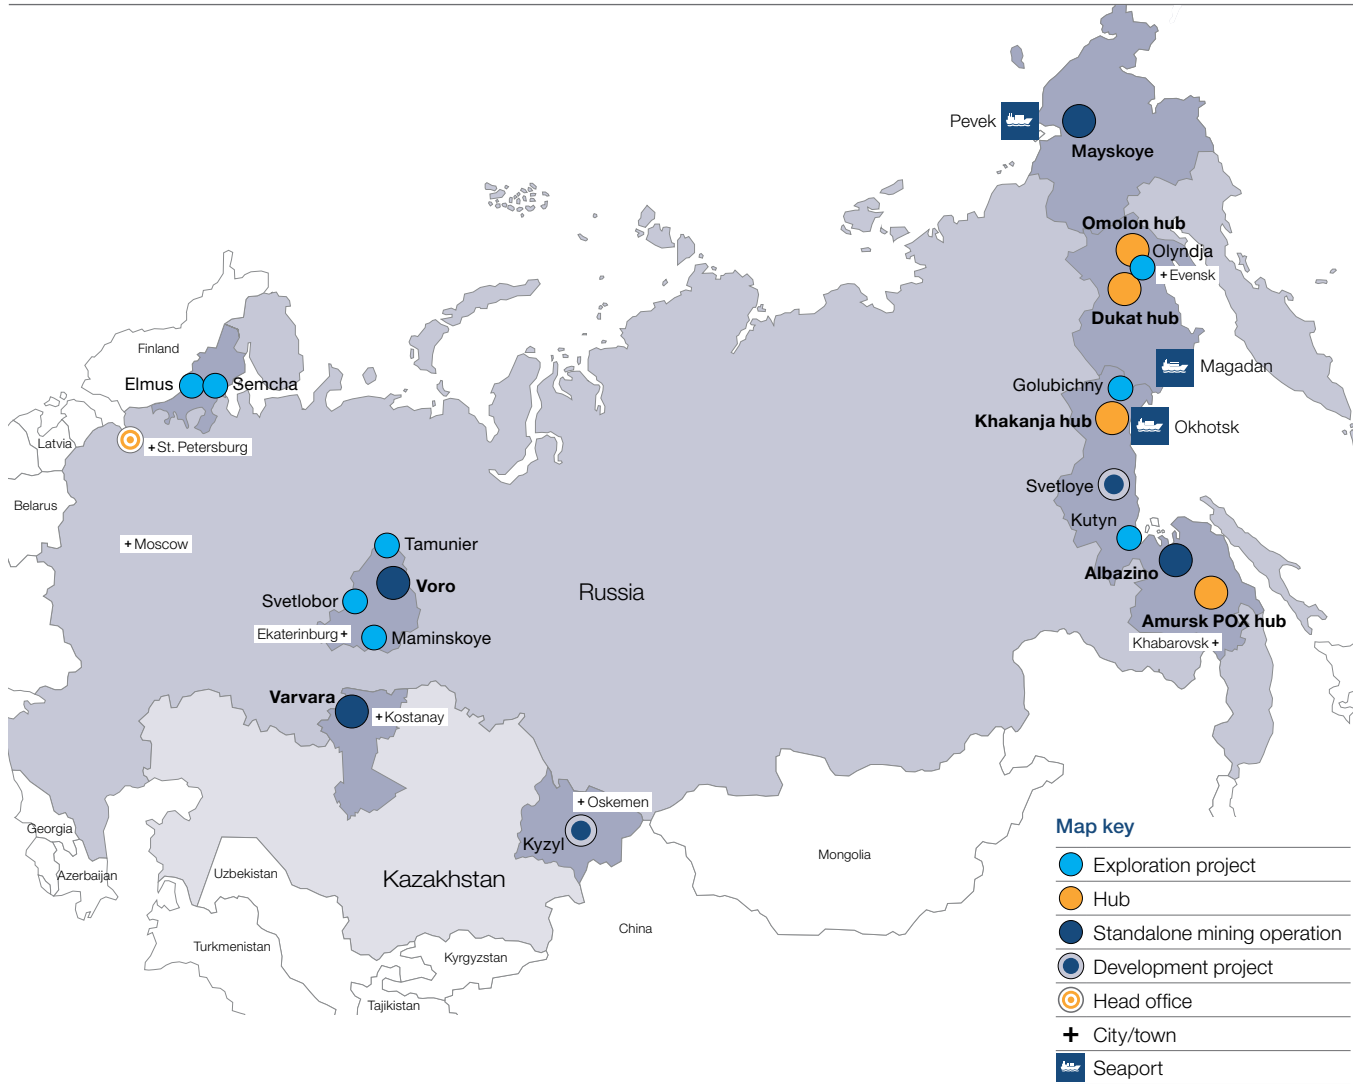 Pevek
Mayskoye
Omolon hub
Olyndja
+ Evensk
Dukat hub
Finland
Magadan
Elmus
Semcha
Golubichny
Khakanja hub
Okhotsk
Latvia
+ St. Petersburg
Svetloye
Belarus
Kutyn
+ Moscow
Tamunier
Albazino
Voro
Russia
Svetlobor
Amursk POX hub
Ekaterinburg +
Maminskoye
Khabarovsk +
Varvara
+ Kostanay
+ Oskemen
Georgia
Kyzyl
Mongolia
Azerbaijan
Uzbekistan
Kazakhstan
China
Turkmenistan
Kyrgyzstan
Tajikistan
Map key
Exploration project
Hub
Standalone mining operation
Development project
Head office
+ City/town
Seaport